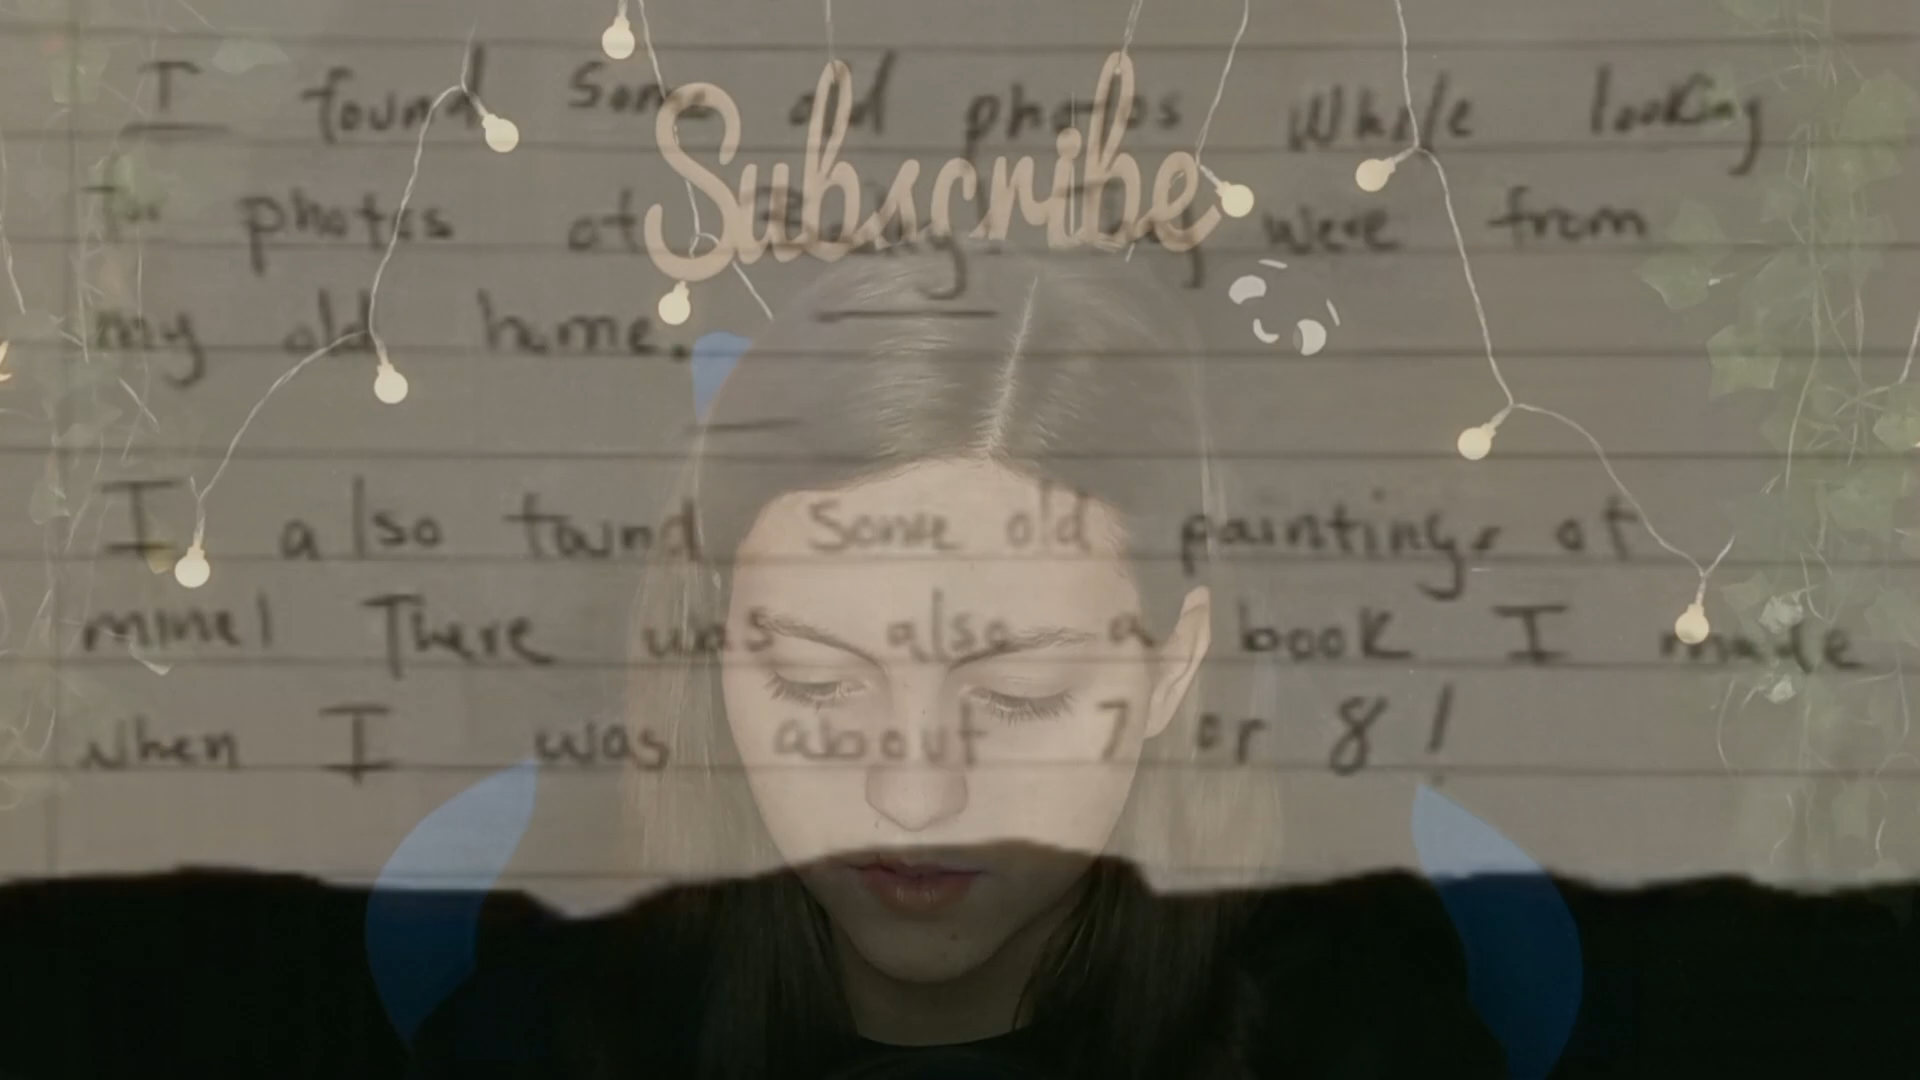 Subscribe
I found Some old photos While looking
for photos of were from
my old home.
I also found Some old paintings of
mine! There was also a book I made
when I was about 7 or 8!